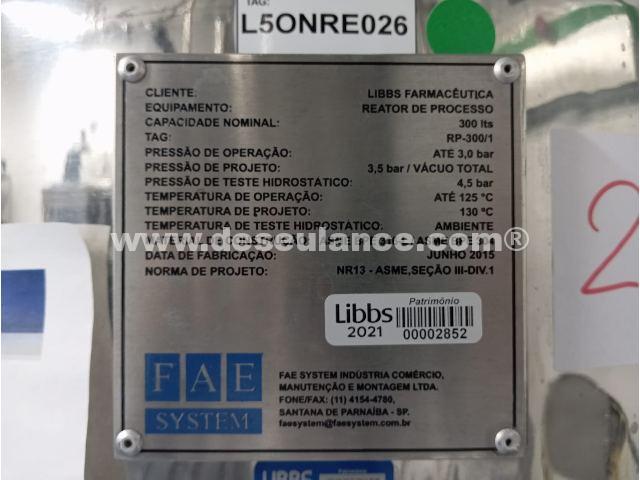 TAG:
L5ONRE026
CLIENTE: LIBBS FARMACÊUTICA
EQUIPAMENTO: REATOR DE PROCESSO
CAPACIDADE NOMINAL: 300 lts
TAG: RP-300/1
PRESSÃO DE OPERAÇÃO: ATÉ 3,0 bar
PRESSÃO DE PROJETO: 3,5 bar / VÁCUO TOTAL
PRESSÃO DE TESTE HIDROSTÁTICO: 4,5 bar
TEMPERATURA DE OPERAÇÃO: ATÉ 125 °C
TEMPERATURA DE PROJETO: 130 °C
TEMPERATURA DE TESTE HIDROSTÁTICO: AMBIENTE
www.doseulance.com®
DATA DE FABRICAÇÃO: JUNHO 2015
NORMA DE PROJETO: NR13 - ASME,SEÇÃO III-DIV.1
Libbs
2021
Patrimônio
00002852
FAE
SYSTEM
FAE SYSTEM INDÚSTRIA COMÉRCIO,
MANUTENÇÃO E MONTAGEM LTDA.
FONE/FAX: (11) 4154-4780,
SANTANA DE PARNAÍBA - SP.
faesystem@faesystem.com.br
LIBBS
2